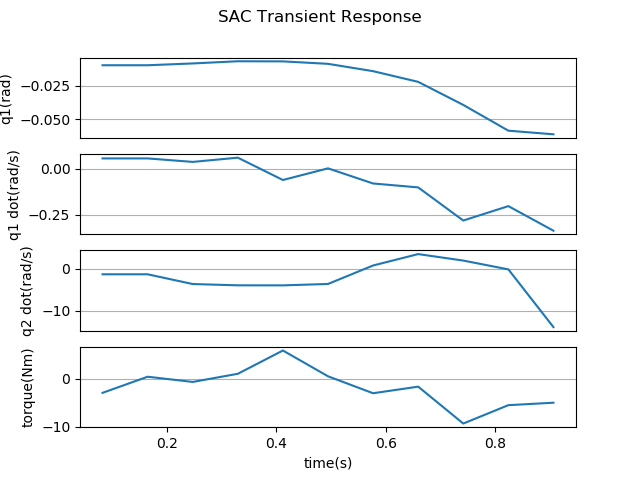 SAC Transient Response
q1(rad)
−0.025
−0.050
q1 dot(rad/s)
0.00
−0.25
q2 dot(rad/s)
0
−10
torque(Nm)
0
−10
0.2 0.4 0.6 0.8
time(s)